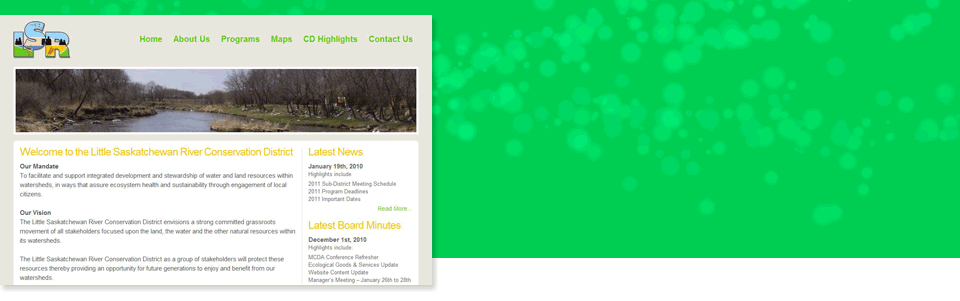 LSR
Home About Us Programs Maps CD Highlights Contact Us
Welcome to the Little Saskatchewan River Conservation District
Our Mandate
To facilitate and support integrated development and stewardship of water and land resources within
watersheds, in ways that assure ecosystem health and sustainability through engagement of local
citizens.
Our Vision
The Little Saskatchewan River Conservation District envisions a strong committed grassroots
movement of all stakeholders focused upon the land, the water and the other natural resources within
its watersheds.
The Little Saskatchewan River Conservation District as a group of stakeholders will protect these
resources thereby providing an opportunity for future generations to enjoy and benefit from our
watersheds.
Latest News
January 19th, 2010
Highlights include
2011 Sub-District Meeting Schedule
2011 Program Deadlines
2011 Important Dates
Read More...
Latest Board Minutes
December 1st, 2010
Highlights include:
MCDA Conference Refresher
Ecological Goods & Services Update
Website Content Update
Manager's Meeting – January 26th to 28th